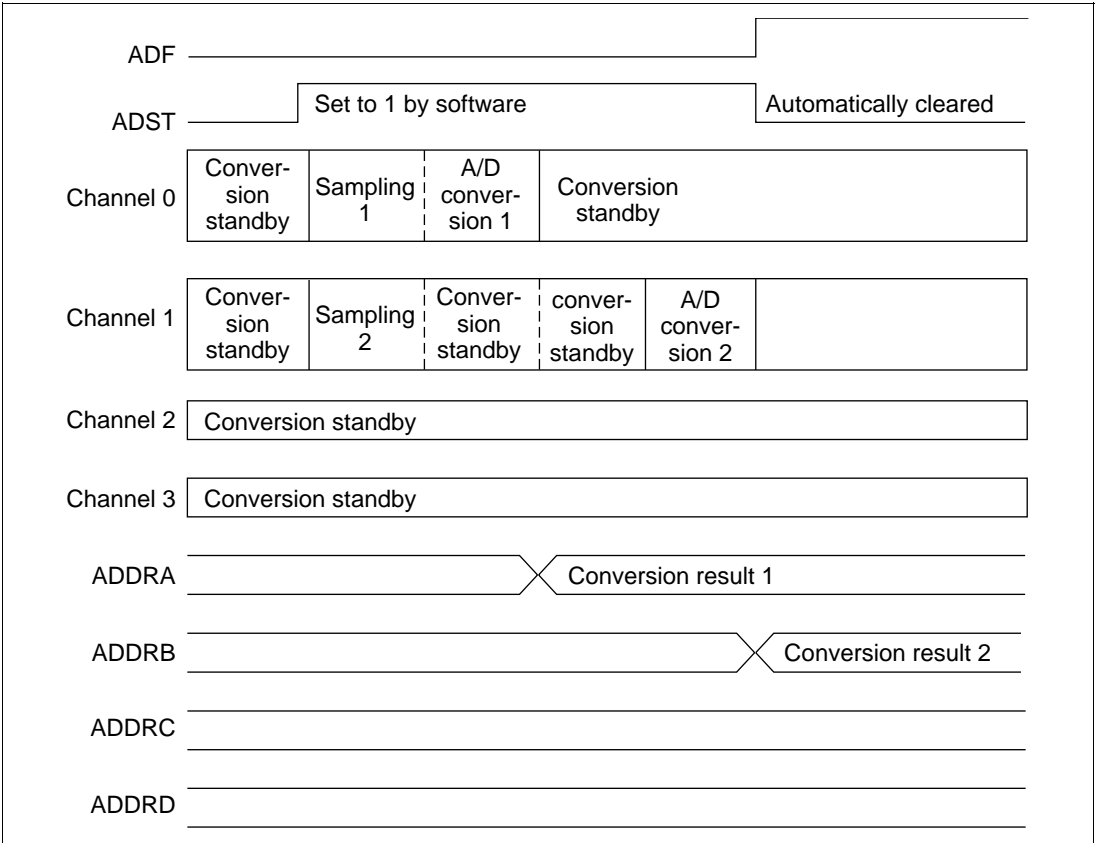 ADF
ADST
Set to 1 by software
Automatically cleared
Channel 0
Conver-
sion
standby
Sampling
1
A/D
conver-
sion 1
Conversion
standby
Channel 1
Conver-
sion
standby
Sampling
2
Conver-
sion
standby
conver-
sion
standby
A/D
conver-
sion 2
Channel 2
Conversion standby
Channel 3
Conversion standby
ADDRA
Conversion result 1
ADDRB
Conversion result 2
ADDRC
ADDRD